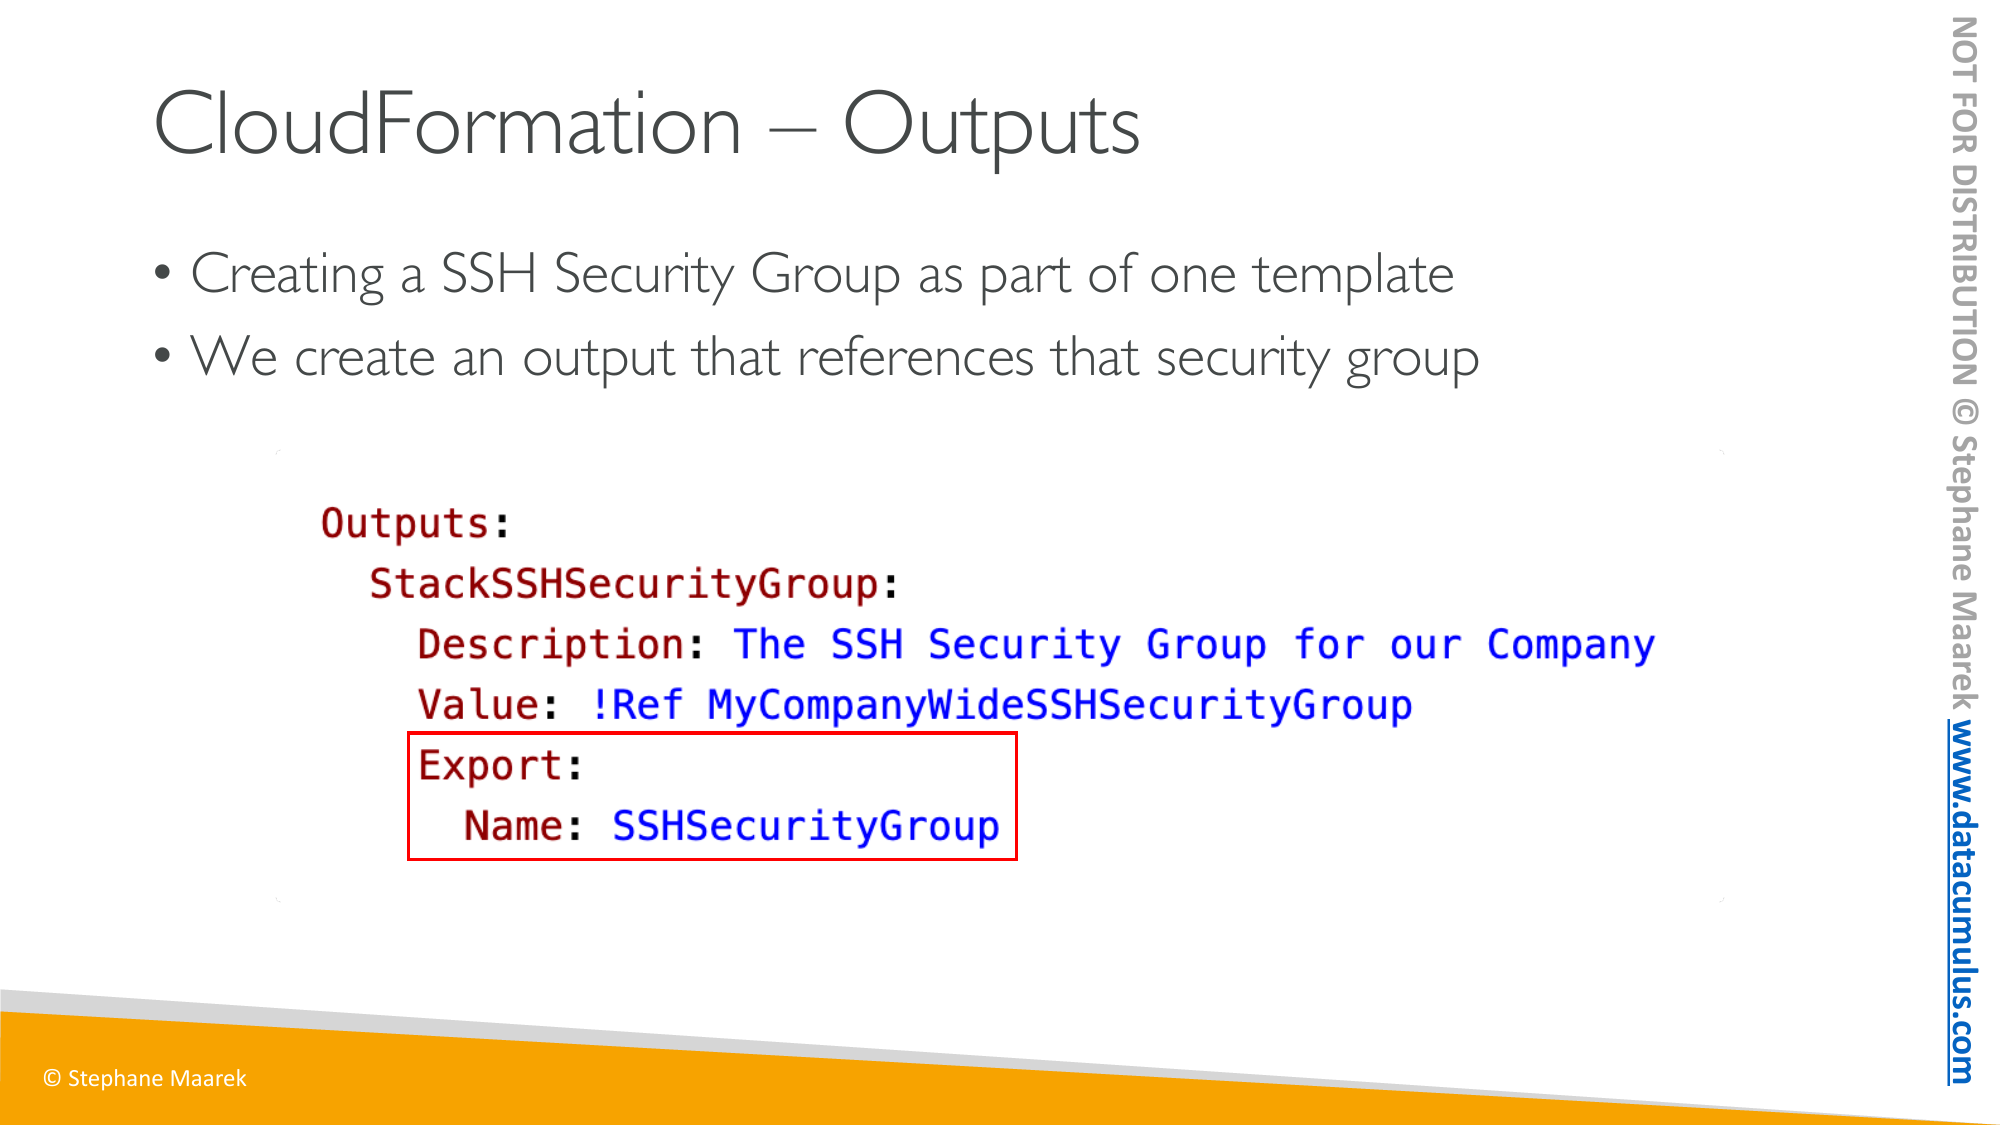 CloudFormation – Outputs
• Creating a SSH Security Group as part of one template
• We create an output that references that security group
Outputs:
  StackSSHSecurityGroup:
    Description: The SSH Security Group for our Company
    Value: !Ref MyCompanyWideSSHSecurityGroup
    Export:
      Name: SSHSecurityGroup
© Stephane Maarek
NOT FOR DISTRIBUTION © Stephane Maarek www.datacumulus.com